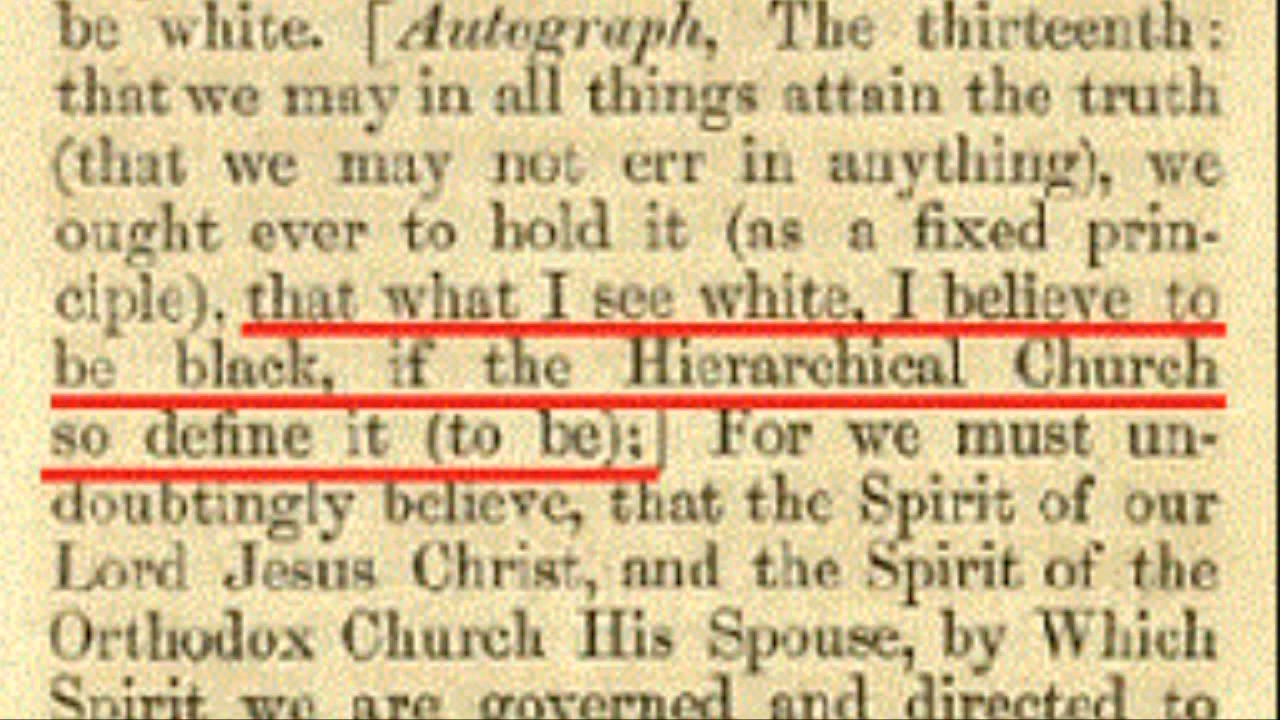 be white. [Autograph, The thirteenth:
that we may in all things attain the truth
(that we may not err in anything), we
ought ever to hold it (as a fixed prin-
ciple), that what I see white, I believe to
be black, if the Hierarchical Church
so define it (to be);] For we must un-
doubtingly believe, that the Spirit of our
Lord Jesus Christ, and the Spirit of the
Orthodox Church His Spouse, by Which
Spirit we are governed and directed to